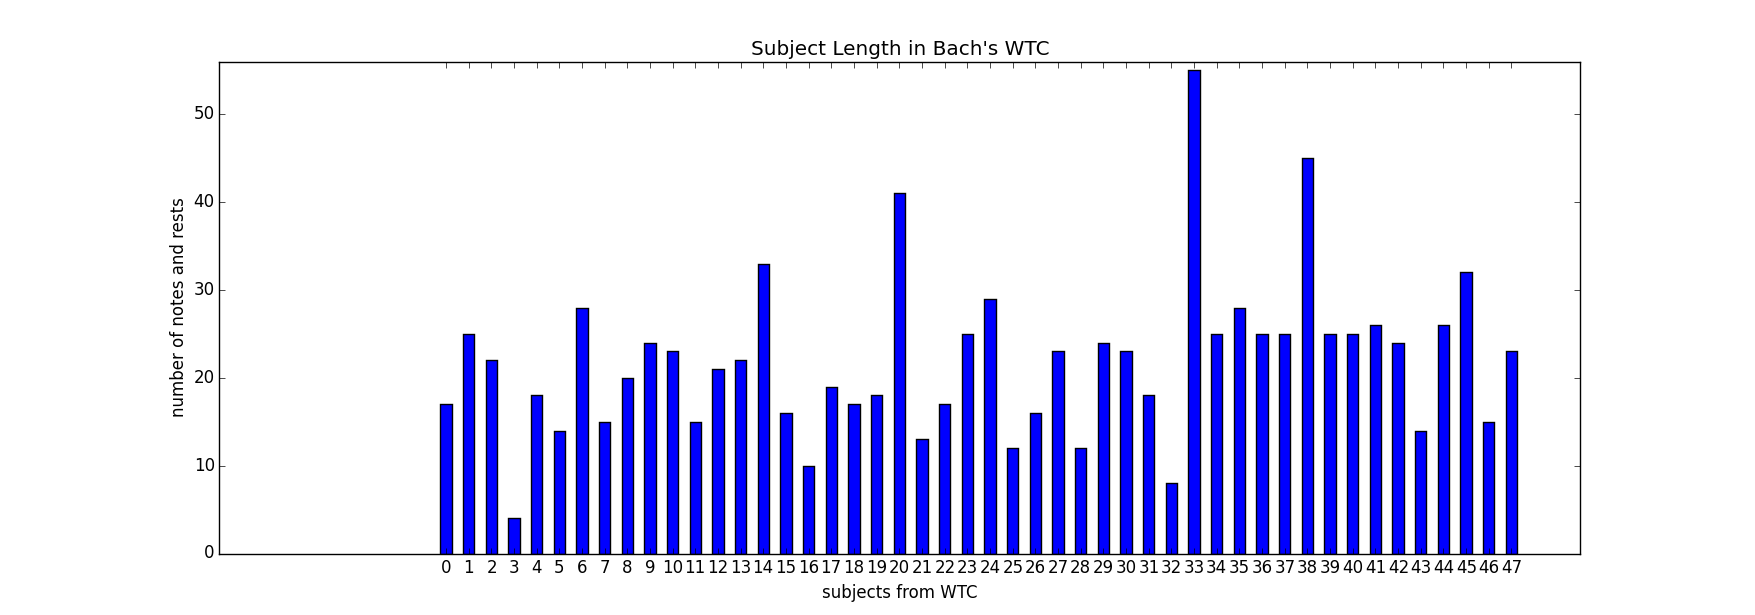 Subject Length in Bach's WTC
50
40
30
20
10
0
number of notes and rests
0 1 2 3 4 5 6 7 8 9 10 11 12 13 14 15 16 17 18 19 20 21 22 23 24 25 26 27 28 29 30 31 32 33 34 35 36 37 38 39 40 41 42 43 44 45 46 47
subjects from WTC